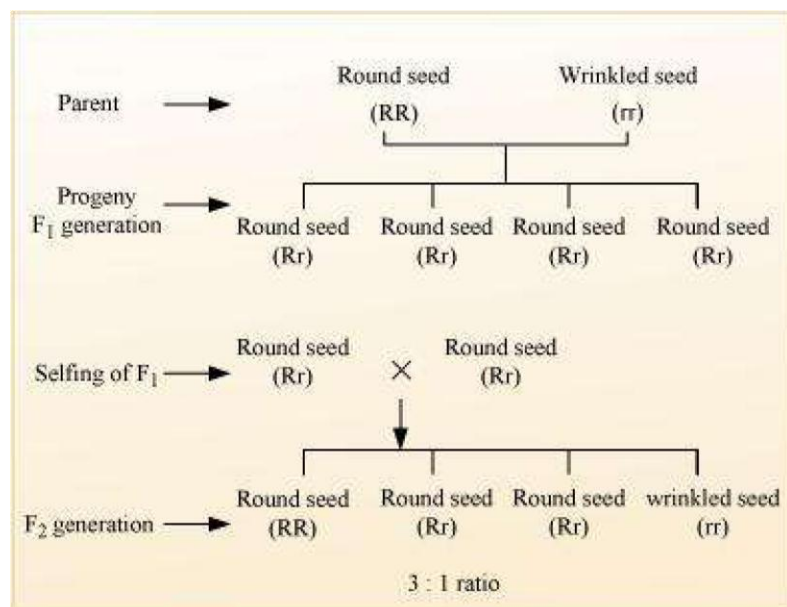 Round seed Wrinkled seed
Parent (RR) (rr)
Progeny
F₁ generation
Round seed Round seed Round seed Round seed
(Rr) (Rr) (Rr) (Rr)
Round seed Round seed
Selfing of F₁ (Rr) × (Rr)
Round seed Round seed Round seed wrinkled seed
F₂ generation (RR) (Rr) (Rr) (rr)
3 : 1 ratio